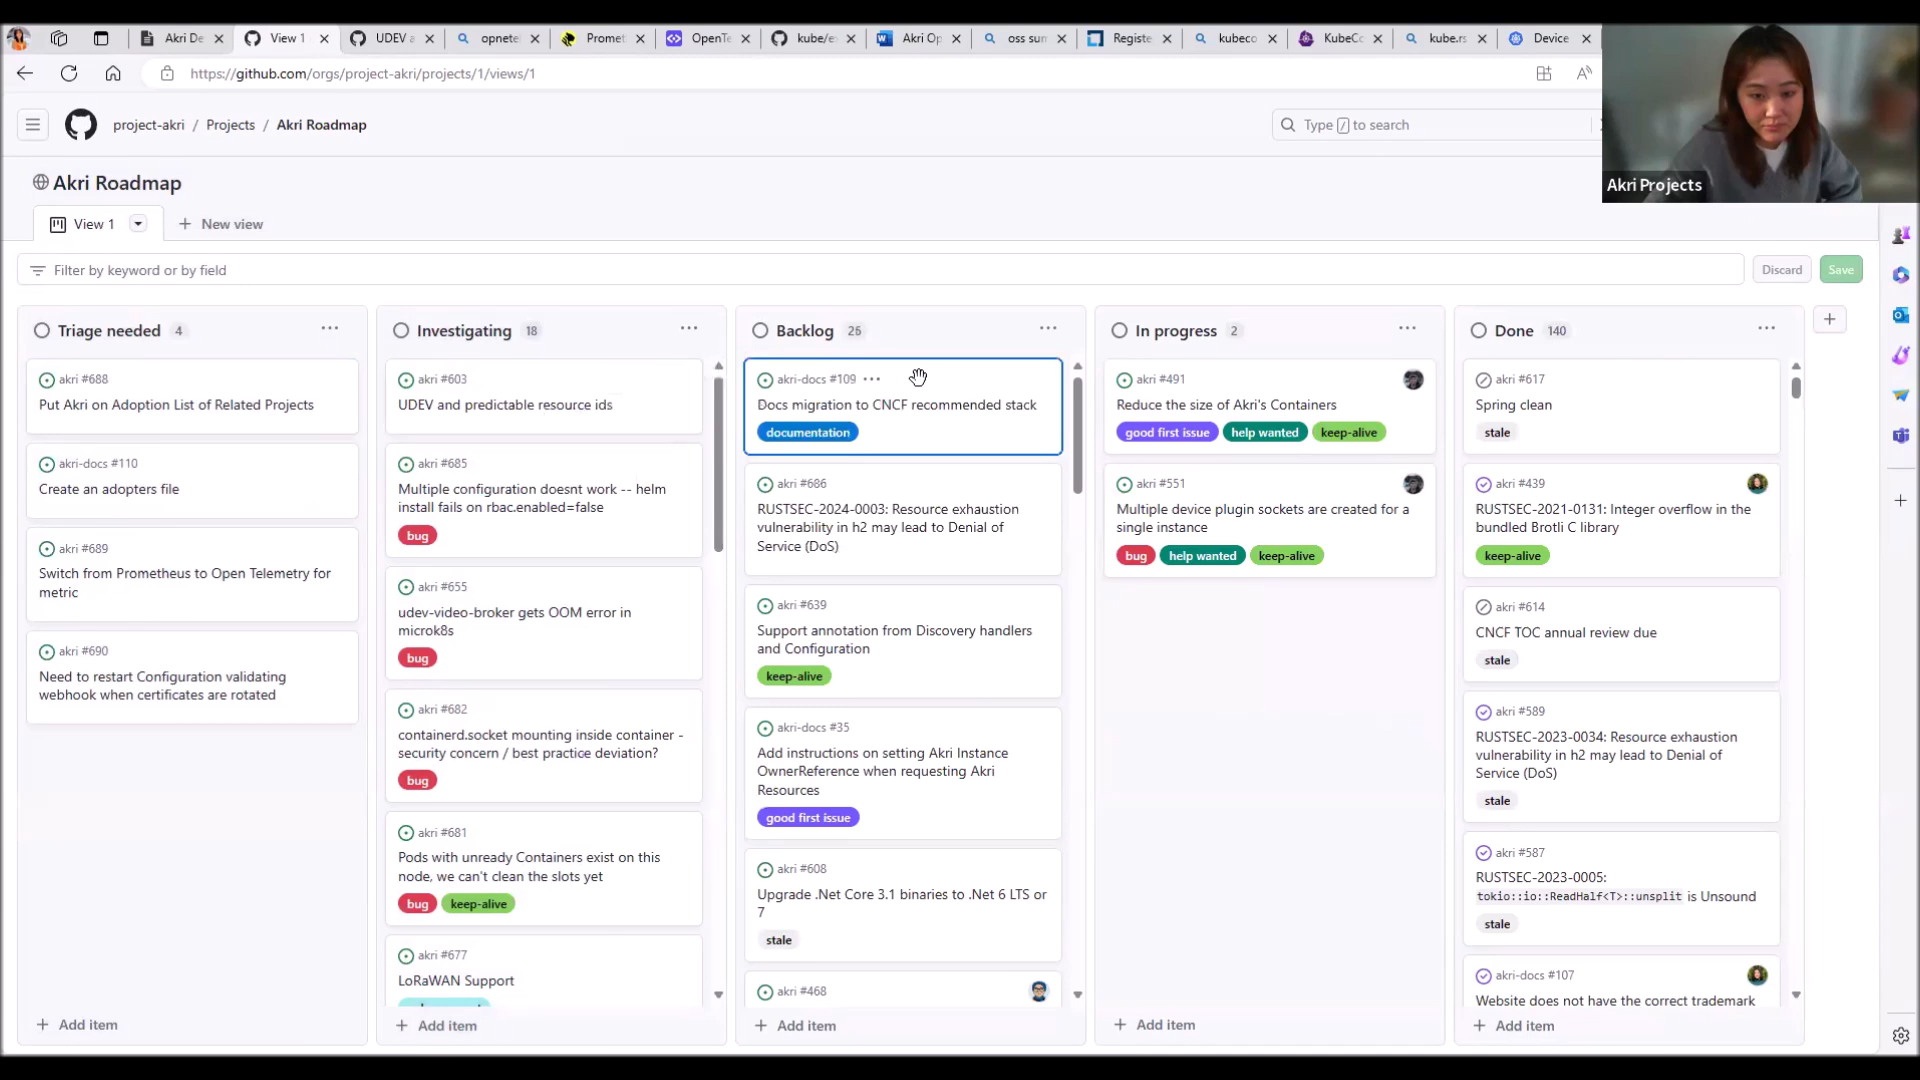 Akri De
View 1
UDEV a
opnete
Promet
OpenTe
kube/e
Akri Op
oss sun
Registe
kubeco
KubeCo
kube.rs
Device
https://github.com/orgs/project-akri/projects/1/views/1
project-akri / Projects / Akri Roadmap
Type / to search
Akri Projects
Akri Roadmap
View 1
New view
Filter by keyword or by field
Discard
Save
Triage needed 4
akri #688
Put Akri on Adoption List of Related Projects
akri-docs #110
Create an adopters file
akri #689
Switch from Prometheus to Open Telemetry for
metric
akri #690
Need to restart Configuration validating
webhook when certificates are rotated
Add item
Investigating 18
akri #603
UDEV and predictable resource ids
akri #685
Multiple configuration doesnt work -- helm
install fails on rbac.enabled=false
bug
akri #655
udev-video-broker gets OOM error in
microk8s
bug
akri #682
containerd.socket mounting inside container -
security concern / best practice deviation?
bug
akri #681
Pods with unready Containers exist on this
node, we can't clean the slots yet
bug keep-alive
akri #677
LoRaWAN Support
Add item
Backlog 26
akri-docs #109
Docs migration to CNCF recommended stack
documentation
akri #686
RUSTSEC-2024-0003: Resource exhaustion
vulnerability in h2 may lead to Denial of
Service (DoS)
akri #639
Support annotation from Discovery handlers
and Configuration
keep-alive
akri-docs #35
Add instructions on setting Akri Instance
OwnerReference when requesting Akri
Resources
good first issue
akri #608
Upgrade .Net Core 3.1 binaries to .Net 6 LTS or
7
stale
akri #468
Add item
In progress 2
akri #491
Reduce the size of Akri's Containers
good first issue help wanted keep-alive
akri #551
Multiple device plugin sockets are created for a
single instance
bug help wanted keep-alive
Add item
Done 140
akri #617
Spring clean
stale
akri #439
RUSTSEC-2021-0131: Integer overflow in the
bundled Brotli C library
keep-alive
akri #614
CNCF TOC annual review due
stale
akri #589
RUSTSEC-2023-0034: Resource exhaustion
vulnerability in h2 may lead to Denial of
Service (DoS)
stale
akri #587
RUSTSEC-2023-0005:
tokio::io::ReadHalf<T>::unsplit is Unsound
stale
akri-docs #107
Website does not have the correct trademark
Add item